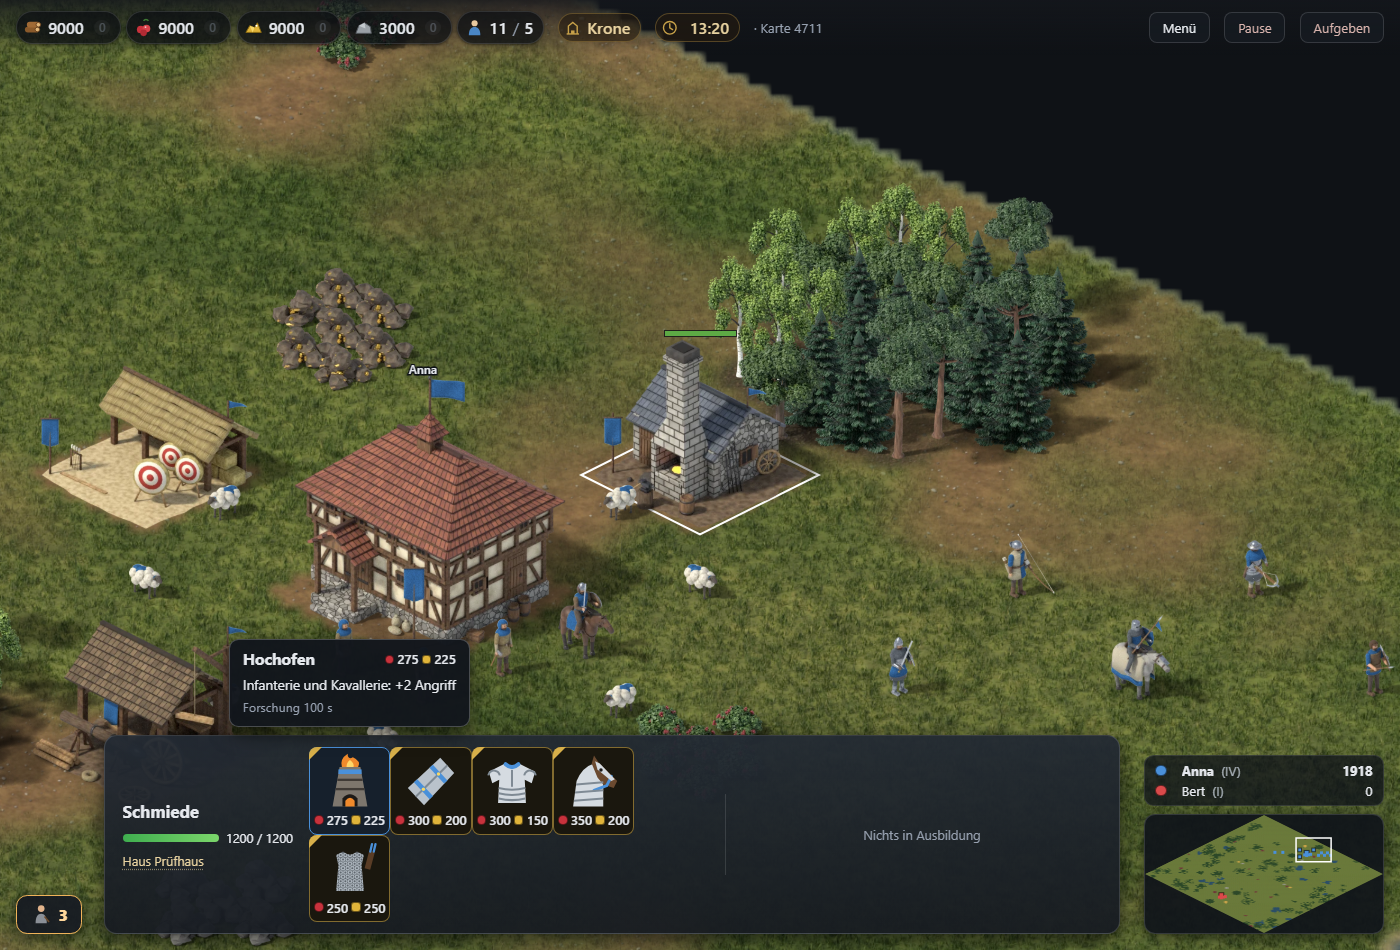 9000 0 9000 0 9000 0 3000 0 11 / 5 Krone 13:20 · Karte 4711 Menü Pause Aufgeben
Anna
Hochofen 275 225
Infanterie und Kavallerie: +2 Angriff
Forschung 100 s
Schmiede
1200 / 1200
Haus Prüfhaus
275 225 300 200 300 150 350 200
250 250
Nichts in Ausbildung
Anna (IV) 1918
Bert (I) 0
3